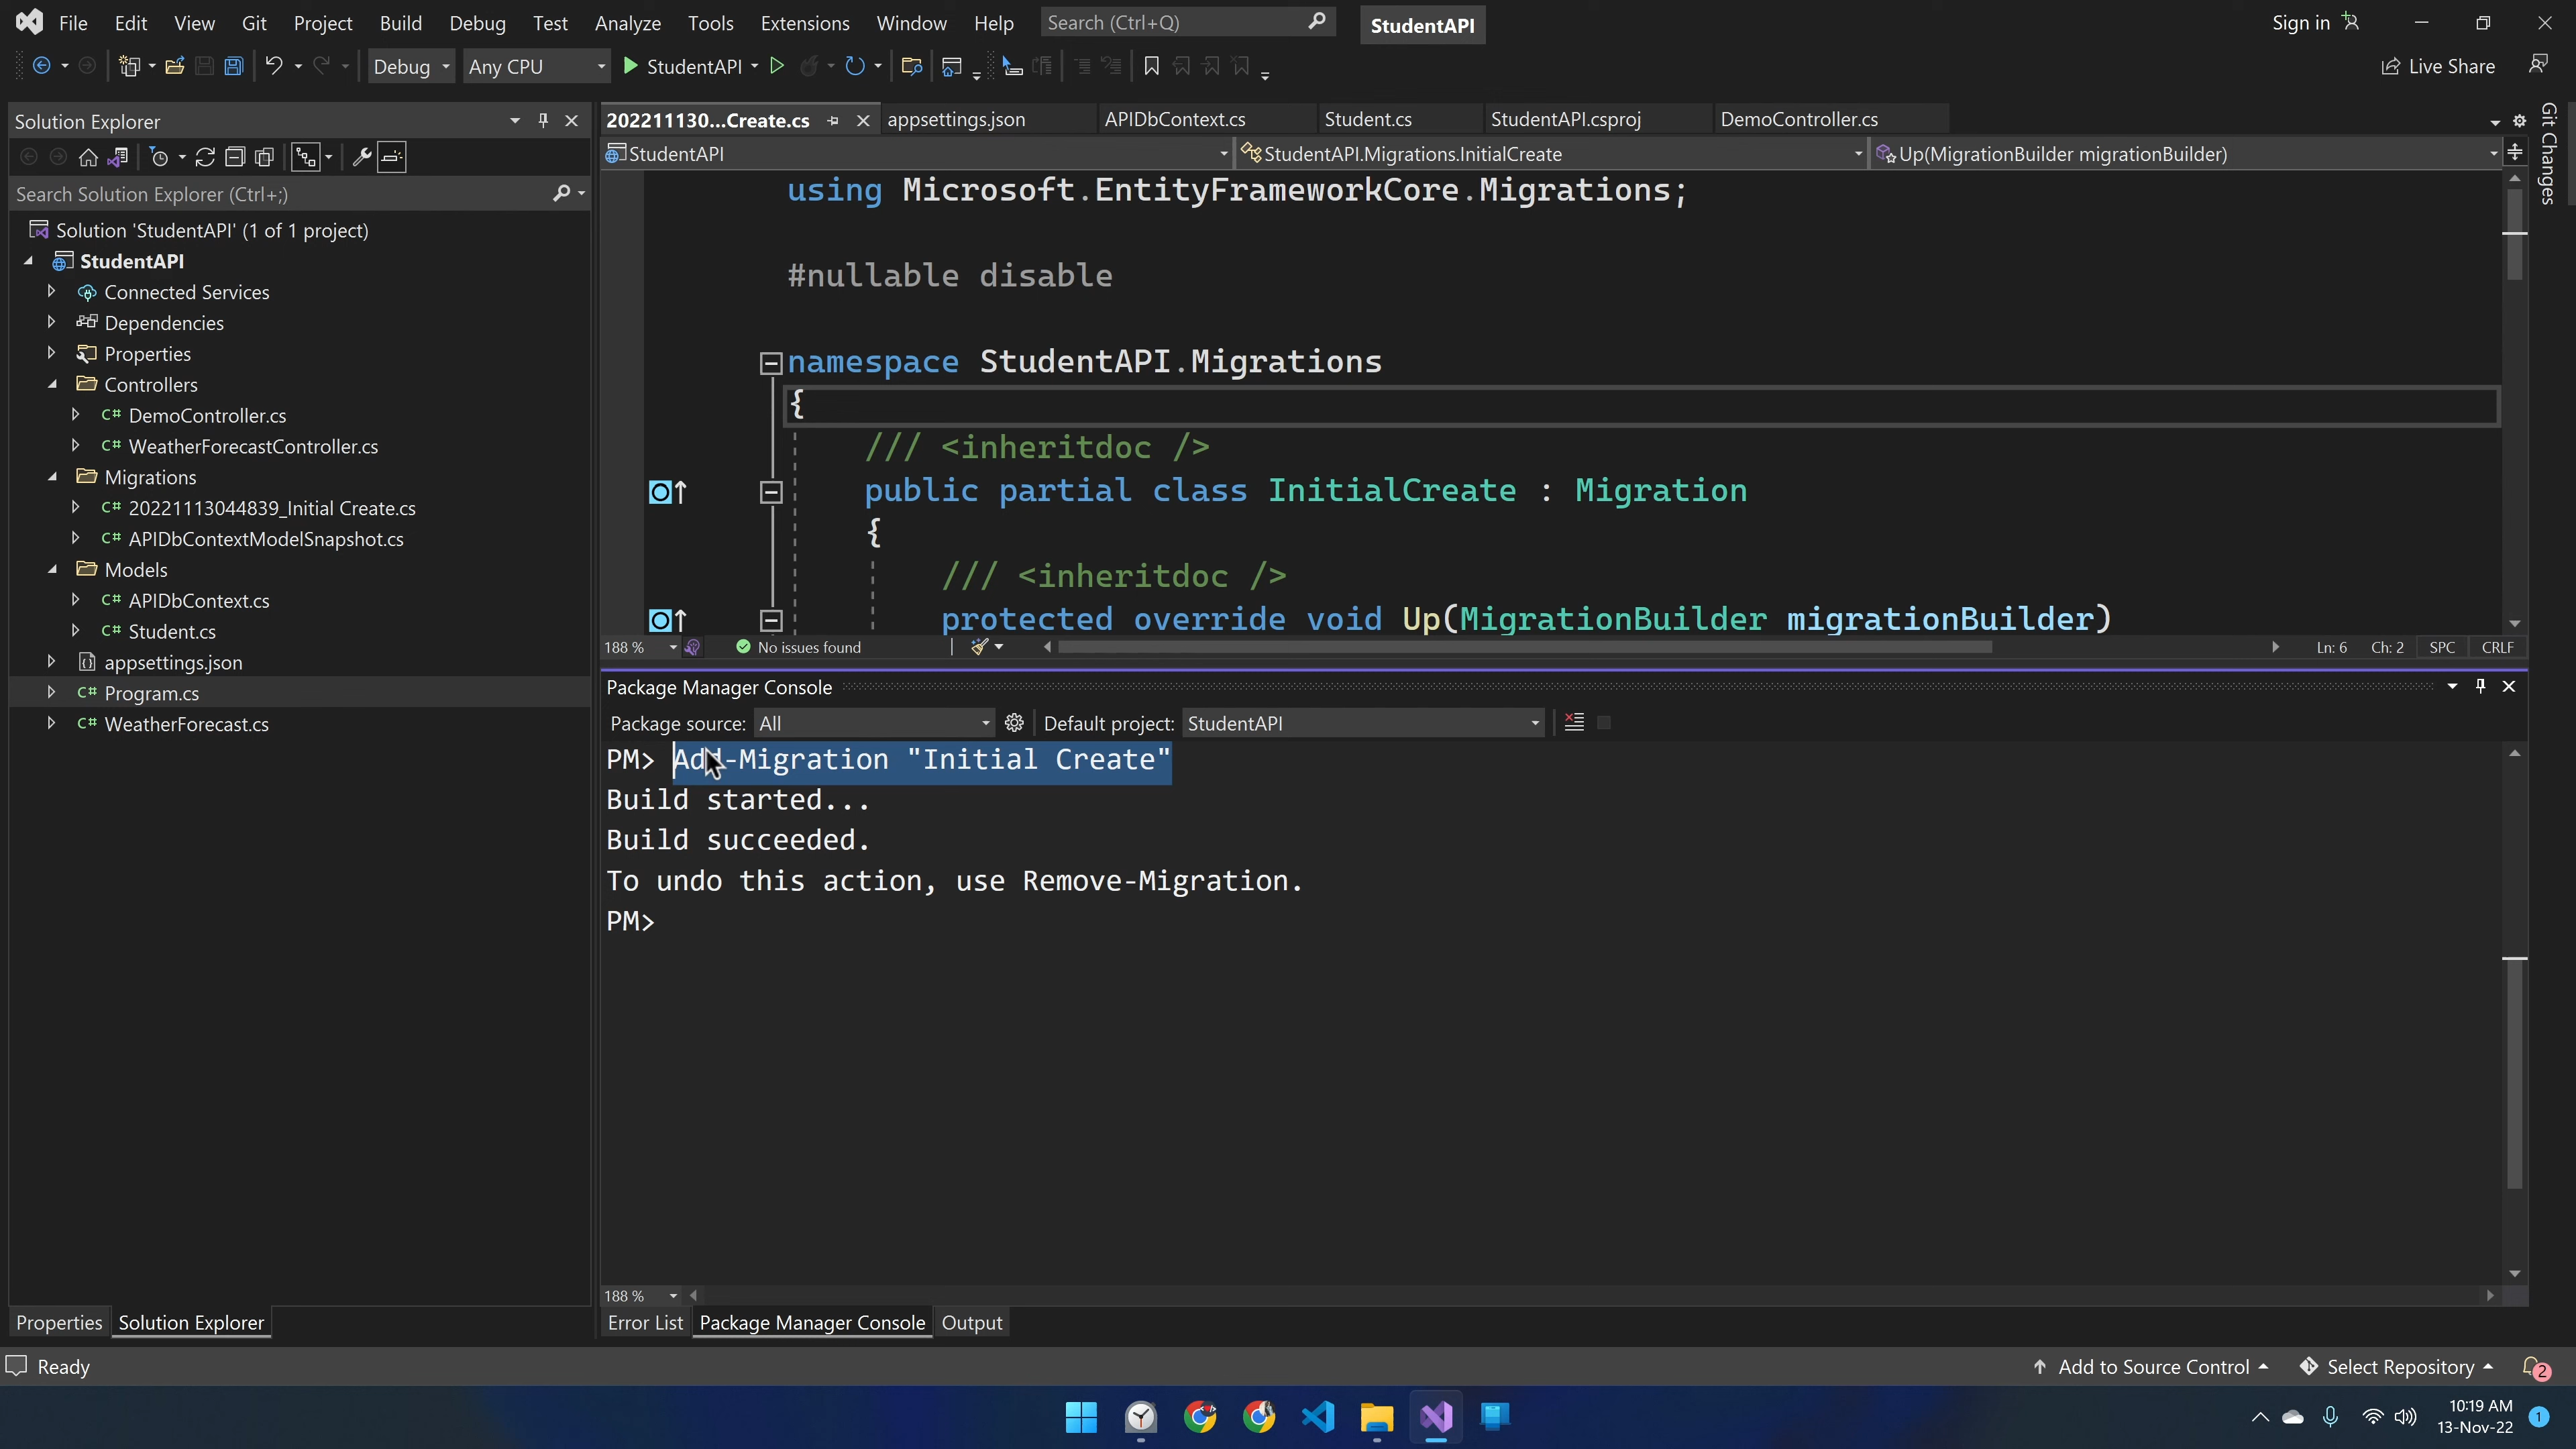 File Edit View Git Project Build Debug Test Analyze Tools Extensions Window Help Search (Ctrl+Q) StudentAPI Sign in
Debug Any CPU StudentAPI Live Share
Solution Explorer
Search Solution Explorer (Ctrl+;)
Solution 'StudentAPI' (1 of 1 project)
StudentAPI
Connected Services
Dependencies
Properties
Controllers
C# DemoController.cs
C# WeatherForecastController.cs
Migrations
C# 20221113044839_Initial Create.cs
C# APIDbContextModelSnapshot.cs
Models
C# APIDbContext.cs
C# Student.cs
appsettings.json
C# Program.cs
C# WeatherForecast.cs
Properties Solution Explorer
202211130...Create.cs appsettings.json APIDbContext.cs Student.cs StudentAPI.csproj DemoController.cs
StudentAPI StudentAPI.Migrations.InitialCreate Up(MigrationBuilder migrationBuilder)
using Microsoft.EntityFrameworkCore.Migrations;
#nullable disable
namespace StudentAPI.Migrations
{
/// <inheritdoc />
public partial class InitialCreate : Migration
{
/// <inheritdoc />
protected override void Up(MigrationBuilder migrationBuilder)
188 % No issues found Ln: 6 Ch: 2 SPC CRLF
Package Manager Console
Package source: All Default project: StudentAPI
PM> Add-Migration "Initial Create"
Build started...
Build succeeded.
To undo this action, use Remove-Migration.
PM>
188 %
Error List Package Manager Console Output
Git Changes
Ready Add to Source Control Select Repository 2
10:19 AM
13-Nov-22 1